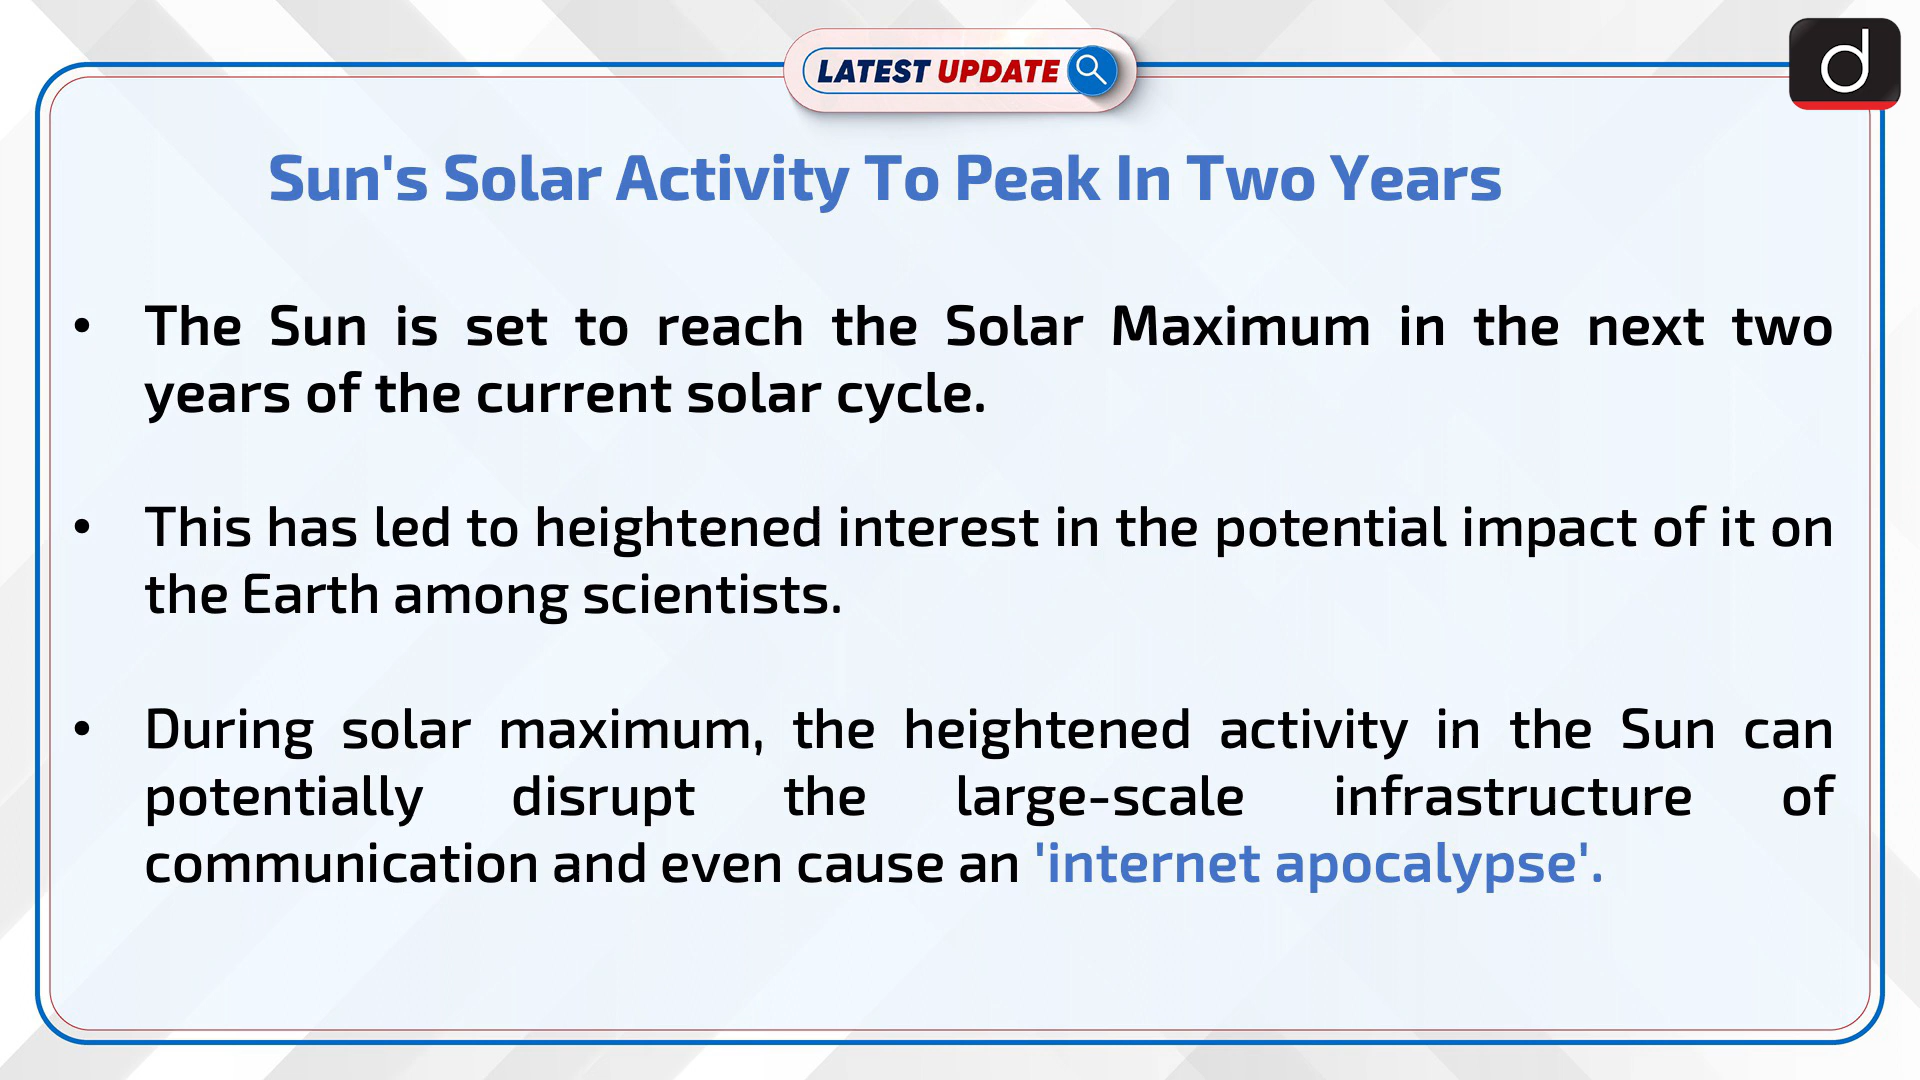 LATEST UPDATE
d
Sun's Solar Activity To Peak In Two Years
• The Sun is set to reach the Solar Maximum in the next two
years of the current solar cycle.
• This has led to heightened interest in the potential impact of it on
the Earth among scientists.
• During solar maximum, the heightened activity in the Sun can
potentially disrupt the large-scale infrastructure of
communication and even cause an 'internet apocalypse'.